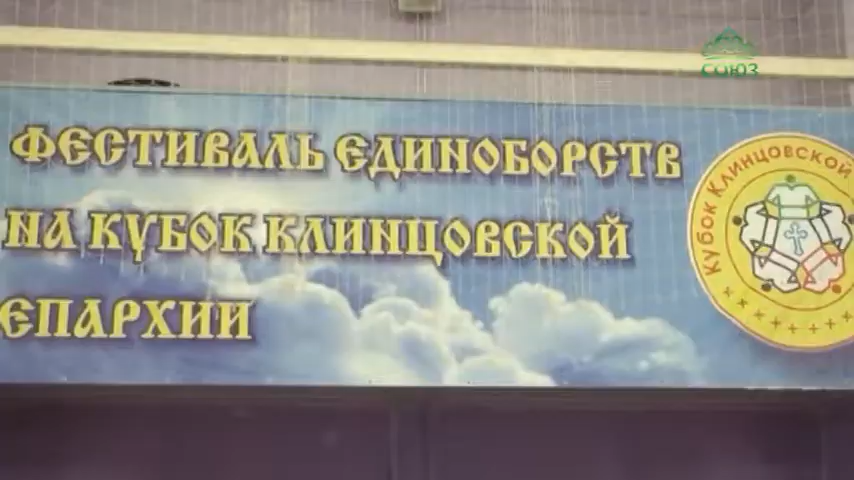 СОЮЗ
ФЕСТИВАЛЬ ЕДИНОБОРСТВ
НА КУБОК КЛИНЦОВСКОЙ
ЕПАРХИИ
Кубок Клинцовской